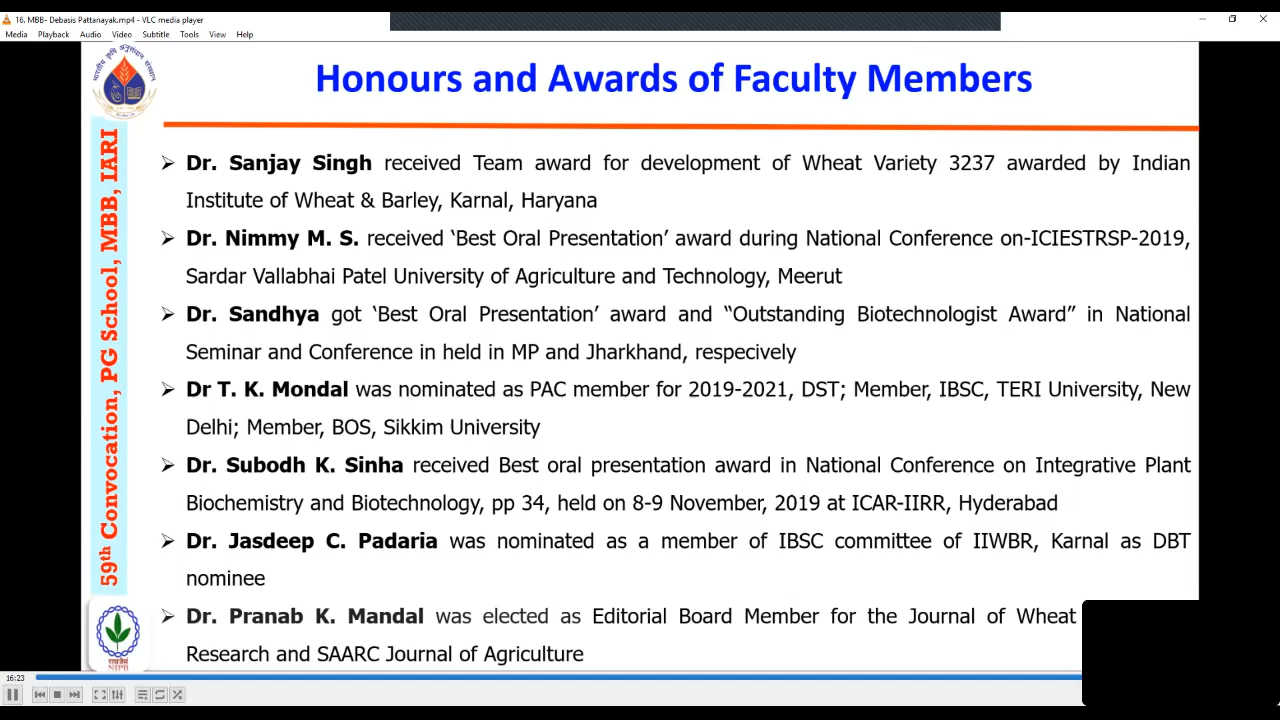 16. MBB- Debasis Pattanayak.mp4 - VLC media player
Media Playback Audio Video Subtitle Tools View Help
भारतीय कृषि अनुसंधान संस्थान
Honours and Awards of Faculty Members
59th Convocation, PG School, MBB, IARI
➢ Dr. Sanjay Singh received Team award for development of Wheat Variety 3237 awarded by Indian
Institute of Wheat & Barley, Karnal, Haryana
➢ Dr. Nimmy M. S. received ‘Best Oral Presentation’ award during National Conference on-ICIESTRSP-2019,
Sardar Vallabhai Patel University of Agriculture and Technology, Meerut
➢ Dr. Sandhya got ‘Best Oral Presentation’ award and “Outstanding Biotechnologist Award” in National
Seminar and Conference in held in MP and Jharkhand, respecively
➢ Dr T. K. Mondal was nominated as PAC member for 2019-2021, DST; Member, IBSC, TERI University, New
Delhi; Member, BOS, Sikkim University
➢ Dr. Subodh K. Sinha received Best oral presentation award in National Conference on Integrative Plant
Biochemistry and Biotechnology, pp 34, held on 8-9 November, 2019 at ICAR-IIRR, Hyderabad
➢ Dr. Jasdeep C. Padaria was nominated as a member of IBSC committee of IIWBR, Karnal as DBT
nominee
➢ Dr. Pranab K. Mandal was elected as Editorial Board Member for the Journal of Wheat
Research and SAARC Journal of Agriculture
NIPB
16:23